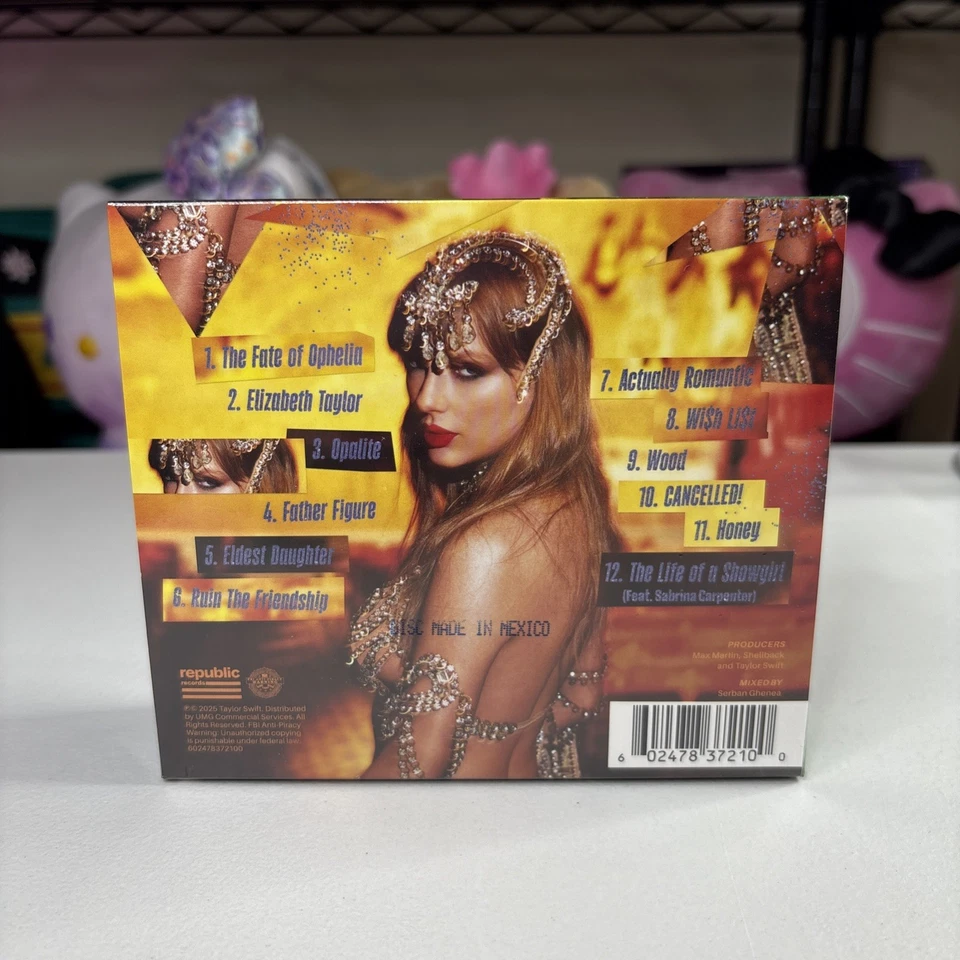 1. The Fate of Ophelia
2. Elizabeth Taylor
3. Opalite
4. Father Figure
5. Eldest Daughter
6. Ruin The Friendship
7. Actually Romantic
8. Wi$h Li$t
9. Wood
10. CANCELLED!
11. Honey
12. The Life of a Showgirl
(Feat. Sabrina Carpenter)
DISC MADE IN MEXICO
republic
records
℗© 2025 Taylor Swift. Distributed
by UMG Commercial Services. All
Rights Reserved. FBI Anti-Piracy
Warning: Unauthorized copying
is punishable under federal law.
602478372100
PRODUCERS
Max Martin, Shellback
and Taylor Swift
MIXED BY
Serban Ghenea
6 02478 37210 0